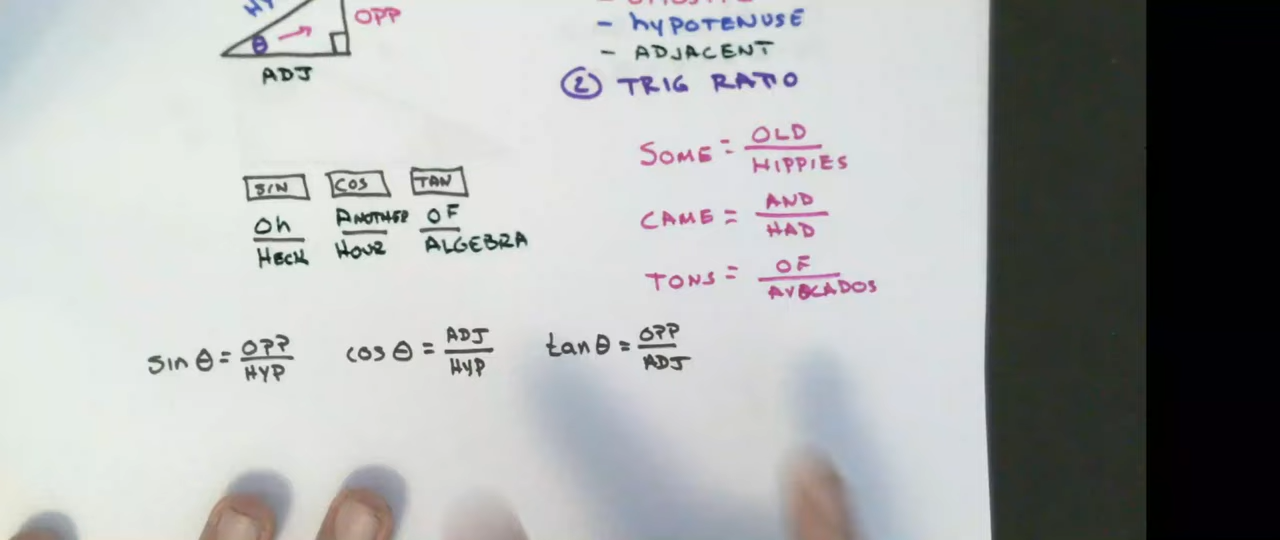 OPP
θ
ADJ
- hYPOTENUSE
- ADJACENT
② TRIG RATIO
SOME = OLD
HIPPIES
CAME = AND
HAD
TONS = OF
AVOCADOS
SIN COS TAN
Oh ANOTHER OF
HECK HOUR ALGEBRA
sin θ = OPP
HYP
cos θ = ADJ
HYP
tan θ = OPP
ADJ